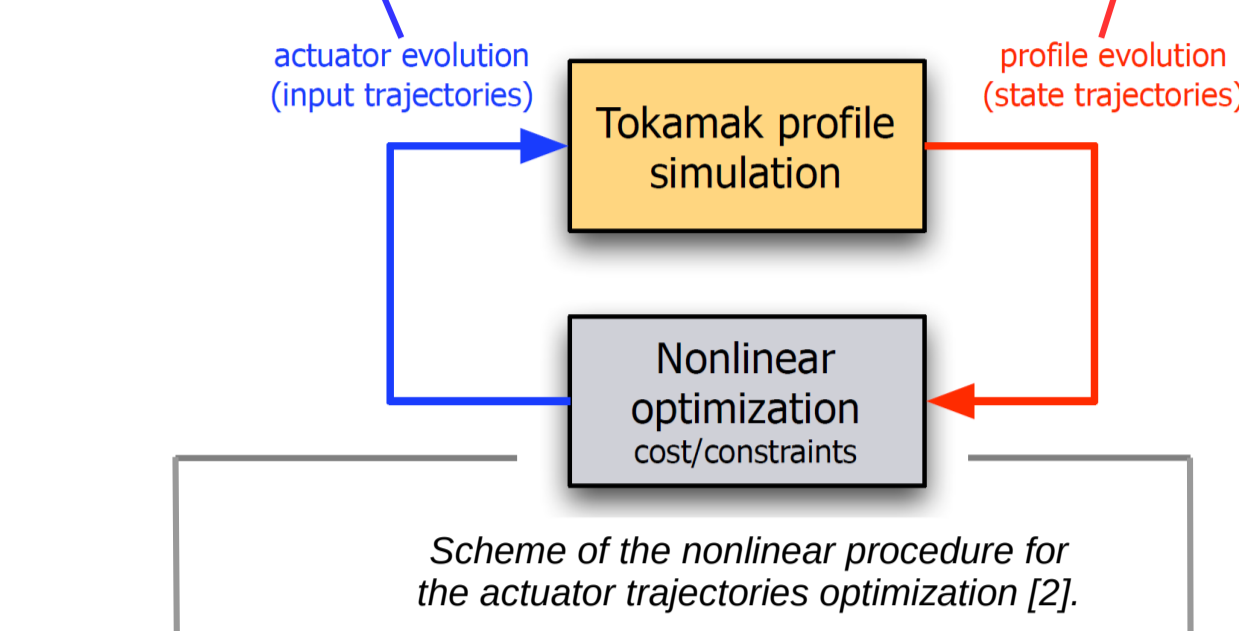 actuator evolution
(input trajectories)
profile evolution
(state trajectories)
Tokamak profile
simulation
Nonlinear
optimization
cost/constraints
Scheme of the nonlinear procedure for
the actuator trajectories optimization [2].